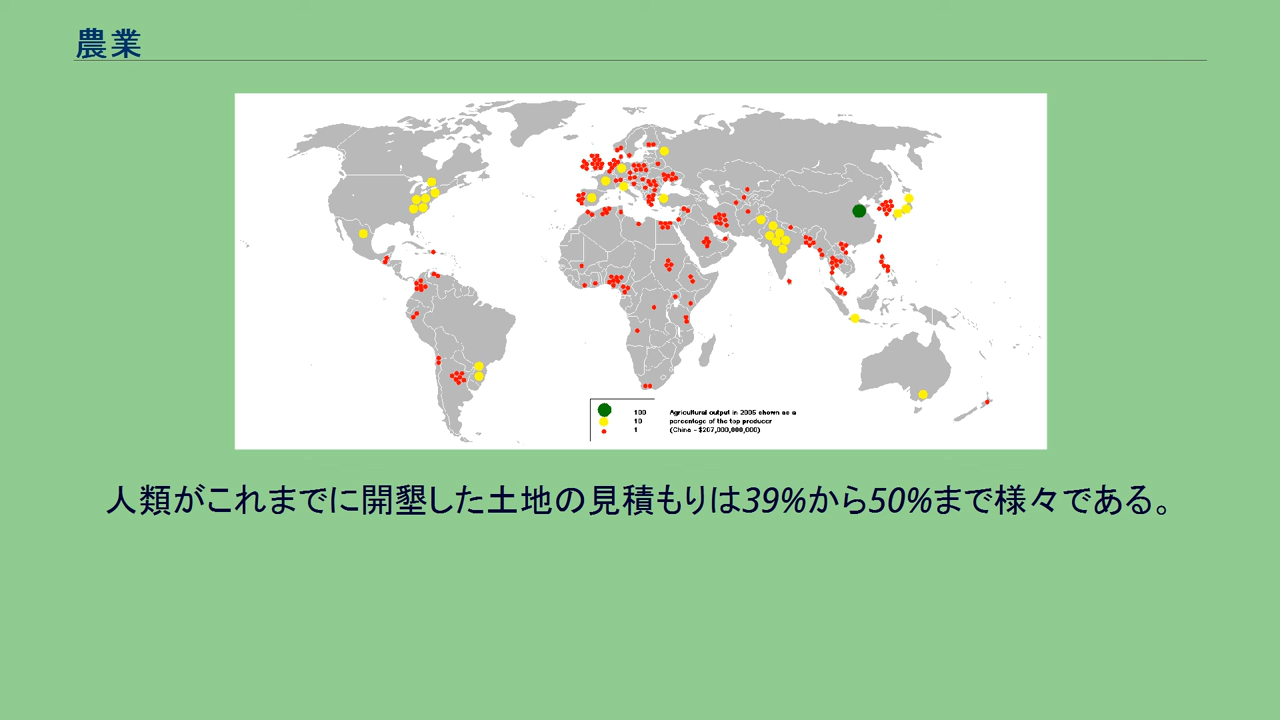 農業
100 Agricultural output in 2005 shown as a
10 percentage of the top producer
1 (China - $207,000,000,000)
人類がこれまでに開墾した土地の見積もりは39%から50%まで様々である。